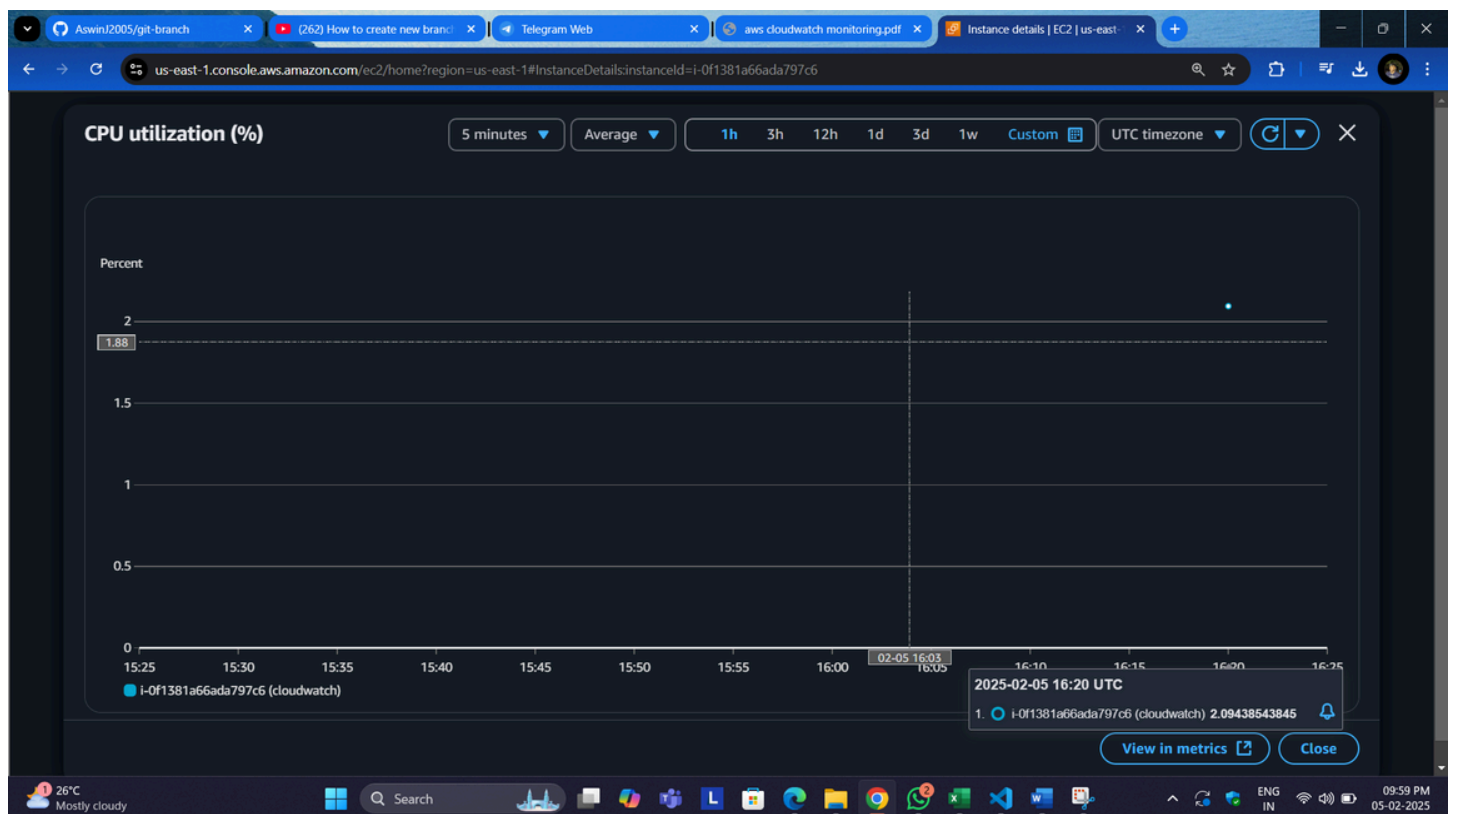 AswinJ2005/git-branch
(262) How to create new branc
Telegram Web
aws cloudwatch monitoring.pdf
Instance details | EC2 | us-east-
us-east-1.console.aws.amazon.com/ec2/home?region=us-east-1#InstanceDetails:instanceId=i-0f1381a66ada797c6
CPU utilization (%)
5 minutes
Average
1h 3h 12h 1d 3d 1w Custom
UTC timezone
Percent
2
1.88
1.5
1
0.5
0
15:25 15:30 15:35 15:40 15:45 15:50 15:55 16:00 16:05 16:10 16:15 16:20 16:25
02-05 16:03
i-0f1381a66ada797c6 (cloudwatch)
2025-02-05 16:20 UTC
1. i-0f1381a66ada797c6 (cloudwatch) 2.09438543845
View in metrics
Close
1
26°C
Mostly cloudy
Search
L
2
ENG
IN
09:59 PM
05-02-2025